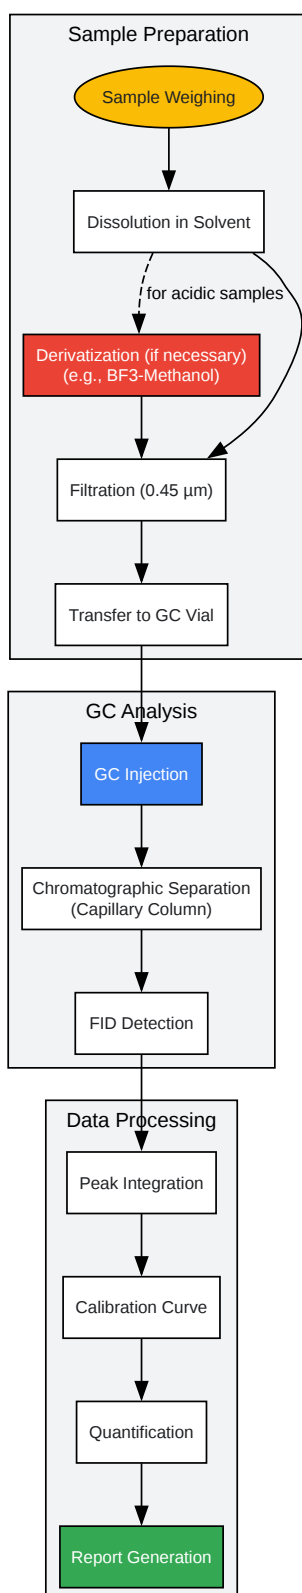 Sample Preparation
Sample Weighing
Dissolution in Solvent
for acidic samples
Derivatization (if necessary)
(e.g., BF3-Methanol)
Filtration (0.45 µm)
Transfer to GC Vial
GC Analysis
GC Injection
Chromatographic Separation
(Capillary Column)
FID Detection
Data Processing
Peak Integration
Calibration Curve
Quantification
Report Generation